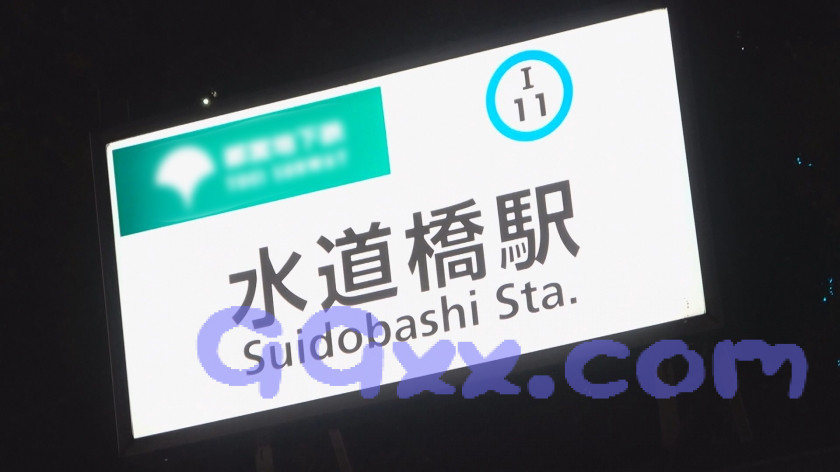 I
11
水道橋駅
Suidobashi Sta.
Gqxx.com